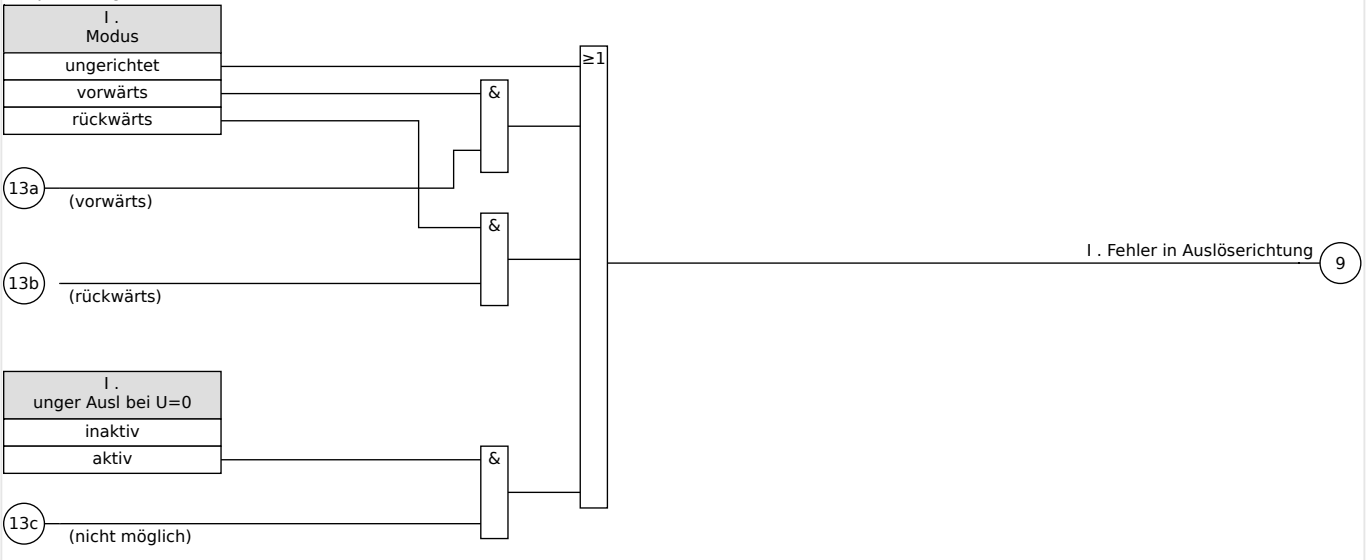 I .
Modus
ungerichtet
vorwärts
rückwärts
≥1
&
13a
(vorwärts)
&
13b
(rückwärts)
I . Fehler in Auslöserichtung
9
I .
unger Ausl bei U=0
inaktiv
aktiv
&
13c
(nicht möglich)